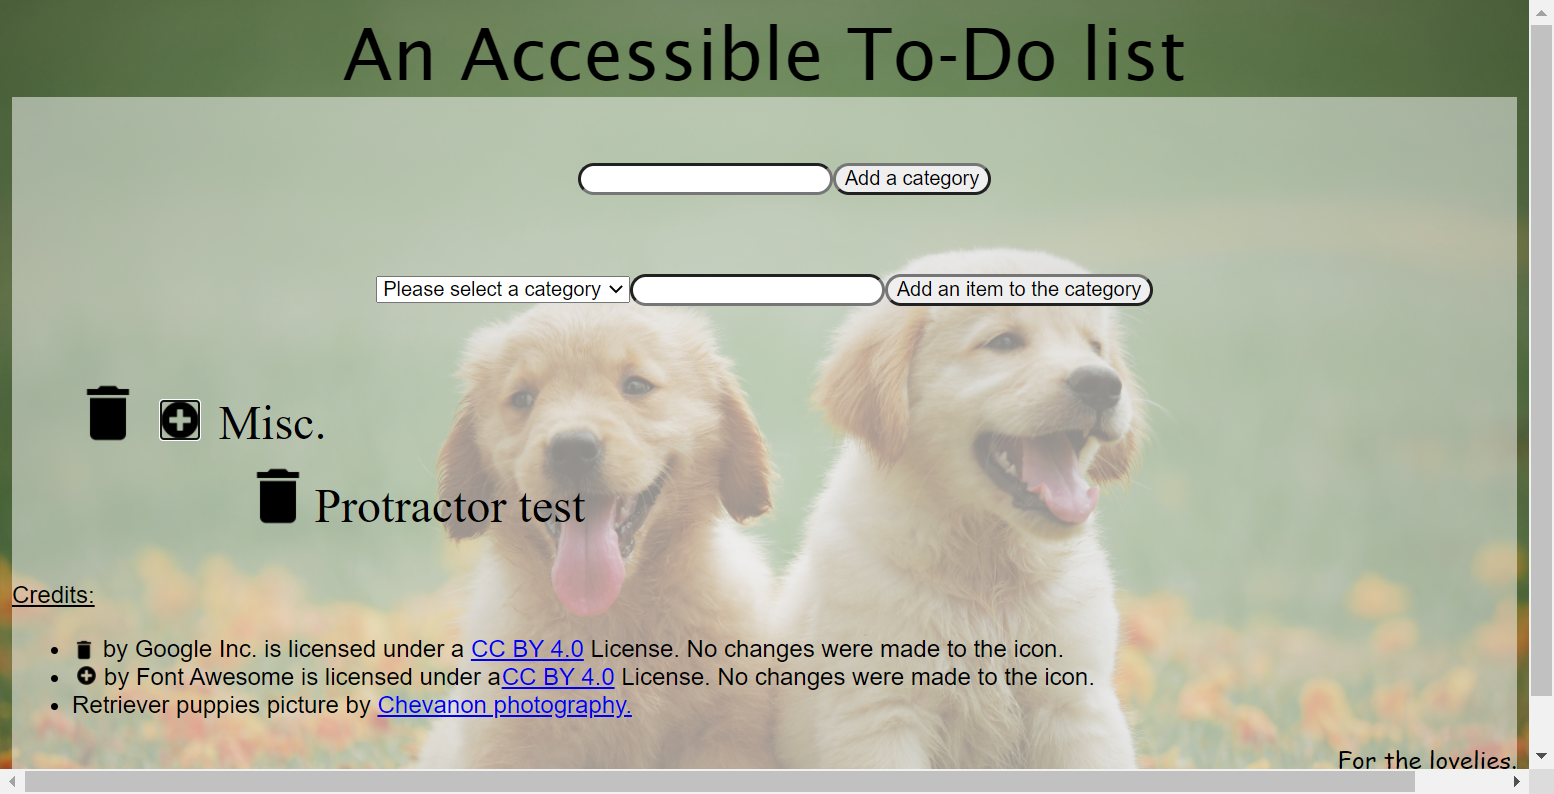 An Accessible To-Do list
Add a category
Please select a category Add an item to the category
Misc.
Protractor test
Credits:
by Google Inc. is licensed under a CC BY 4.0 License. No changes were made to the icon.
by Font Awesome is licensed under aCC BY 4.0 License. No changes were made to the icon.
Retriever puppies picture by Chevanon photography.
For the lovelies.